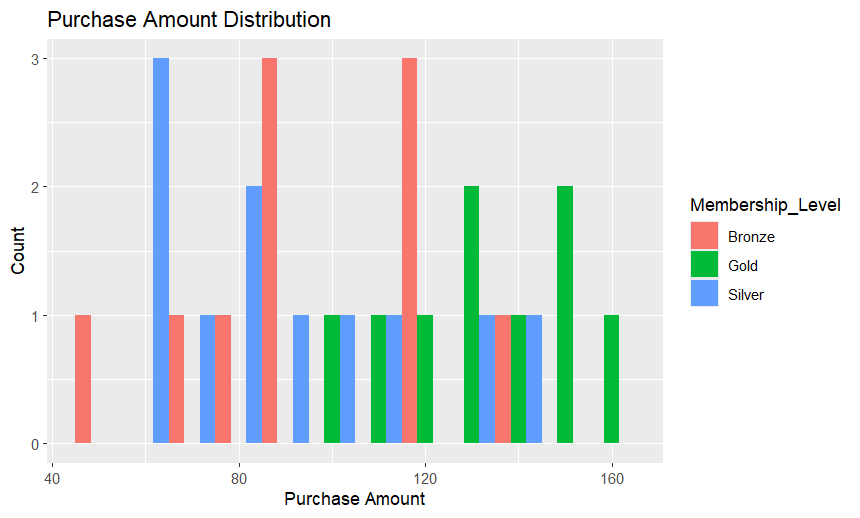 Purchase Amount Distribution
3
2
1
0
Count
40
80
120
160
Purchase Amount
Membership_Level
Bronze
Gold
Silver